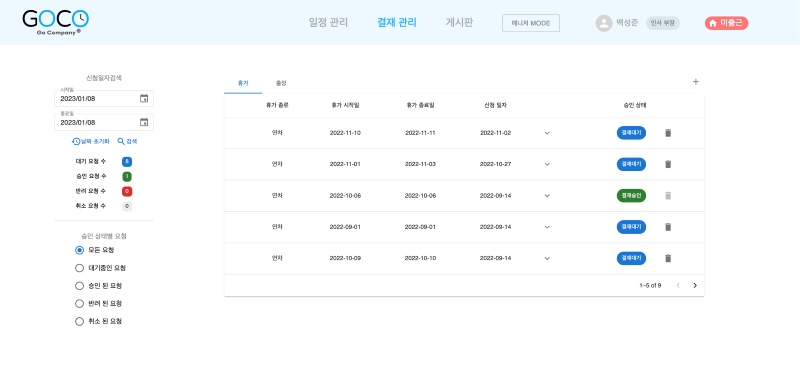 GOCO
Go Company®
일정 관리
결재 관리
게시판
매니저 MODE
백성준
인사 부장
미출근
신청일자검색
시작일
2023/01/08
종료일
2023/01/08
날짜 초기화
검색
대기 요청 수 8
승인 요청 수 1
반려 요청 수 0
취소 요청 수 0
승인 상태별 요청
모든 요청
대기중인 요청
승인 된 요청
반려 된 요청
취소 된 요청
휴가 출장
휴가 종류 휴가 시작일 휴가 종료일 신청 일자 승인 상태
연차 2022-11-10 2022-11-11 2022-11-02 결재대기
연차 2022-11-01 2022-11-03 2022-10-27 결재대기
연차 2022-10-06 2022-10-06 2022-09-14 결재승인
연차 2022-09-01 2022-09-01 2022-09-14 결재대기
연차 2022-10-09 2022-10-10 2022-09-14 결재대기
1–5 of 9